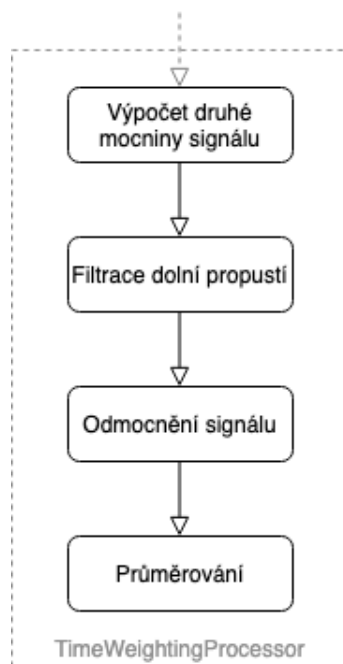 Výpočet druhé
mocniny signálu
Filtrace dolní propustí
Odmocnění signálu
Průměrování
TimeWeightingProcessor